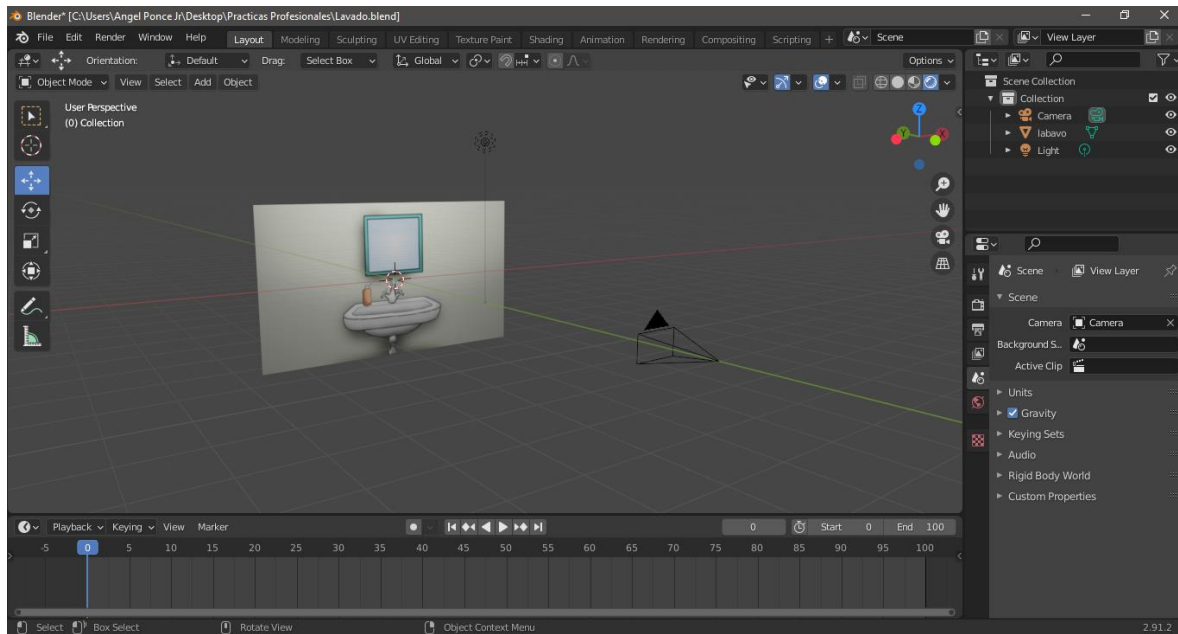 Blender* [C:\Users\Angel Ponce Jr\Desktop\Practicas Profesionales\Lavado.blend]
File Edit Render Window Help Layout Modeling Sculpting UV Editing Texture Paint Shading Animation Rendering Compositing Scripting + Scene View Layer
Orientation: Default Drag: Select Box Global Options
Object Mode View Select Add Object
User Perspective
(0) Collection
Z
Y
X
Scene Collection
Collection
Camera
labavo
Light
Scene View Layer
Scene
Camera Camera
Background S..
Active Clip
Units
Gravity
Keying Sets
Audio
Rigid Body World
Custom Properties
Playback Keying View Marker 0 Start 0 End 100
-5 0 5 10 15 20 25 30 35 40 45 50 55 60 65 70 75 80 85 90 95 100
Select Box Select Rotate View Object Context Menu 2.91.2